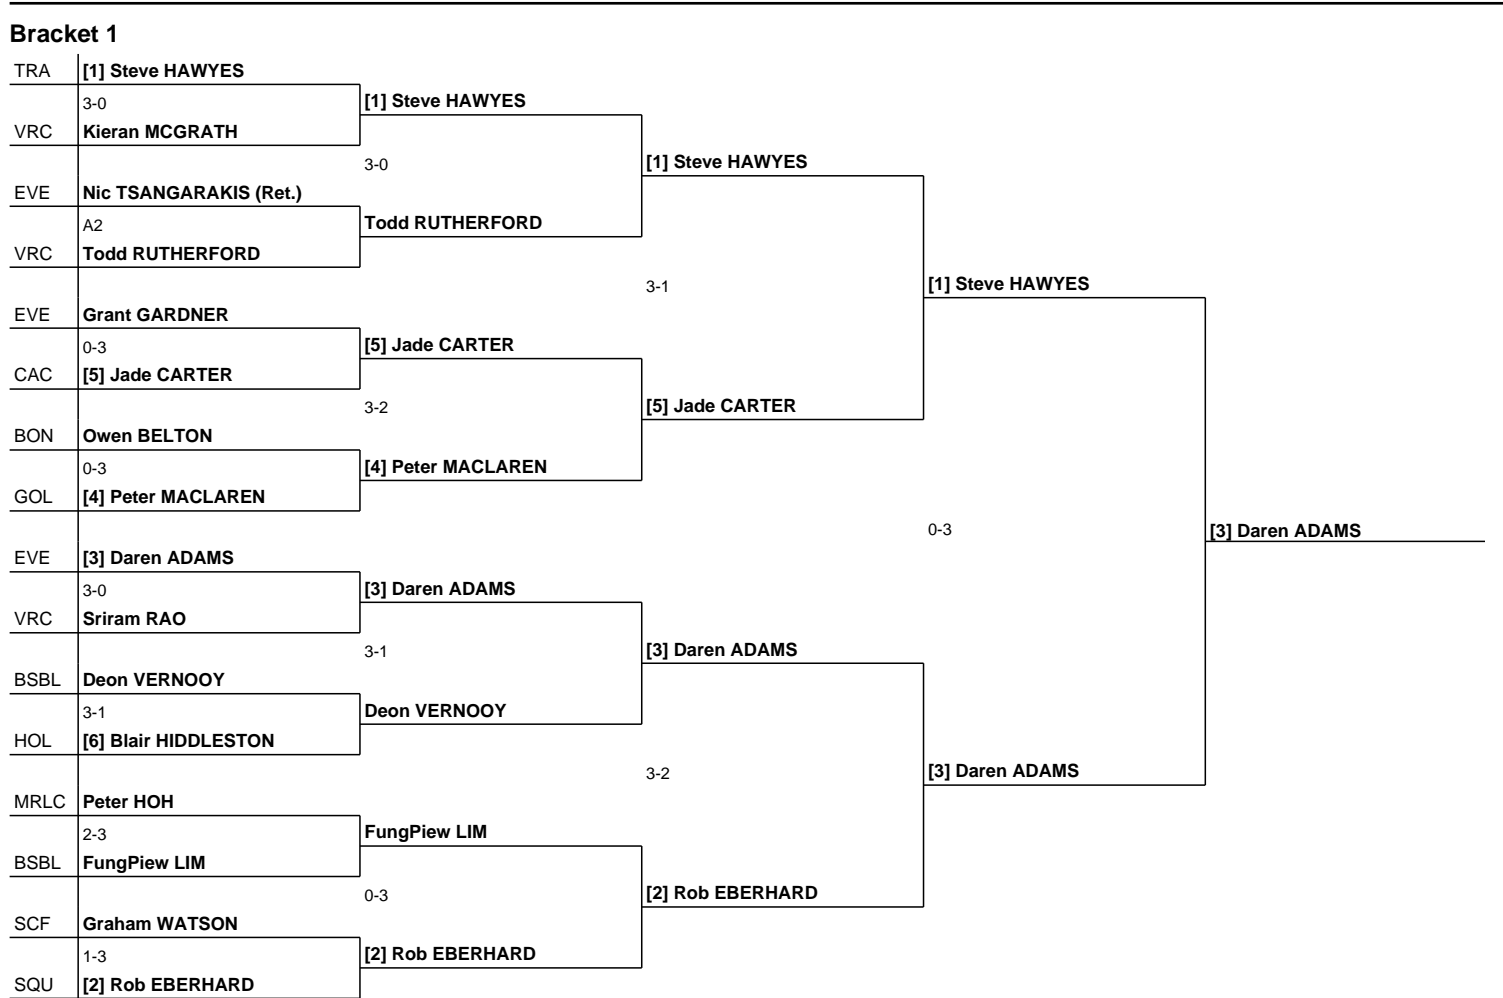 Bracket 1
TRA [1] Steve HAWYES
3-0 [1] Steve HAWYES
VRC Kieran MCGRATH
3-0 [1] Steve HAWYES
EVE Nic TSANGARAKIS (Ret.)
A2 Todd RUTHERFORD
VRC Todd RUTHERFORD
3-1 [1] Steve HAWYES
EVE Grant GARDNER
0-3 [5] Jade CARTER
CAC [5] Jade CARTER
3-2 [5] Jade CARTER
BON Owen BELTON
0-3 [4] Peter MACLAREN
GOL [4] Peter MACLAREN
0-3 [3] Daren ADAMS
EVE [3] Daren ADAMS
3-0 [3] Daren ADAMS
VRC Sriram RAO
3-1 [3] Daren ADAMS
BSBL Deon VERNOOY
3-1 Deon VERNOOY
HOL [6] Blair HIDDLESTON
3-2 [3] Daren ADAMS
MRLC Peter HOH
2-3 FungPiew LIM
BSBL FungPiew LIM
0-3 [2] Rob EBERHARD
SCF Graham WATSON
1-3 [2] Rob EBERHARD
SQU [2] Rob EBERHARD